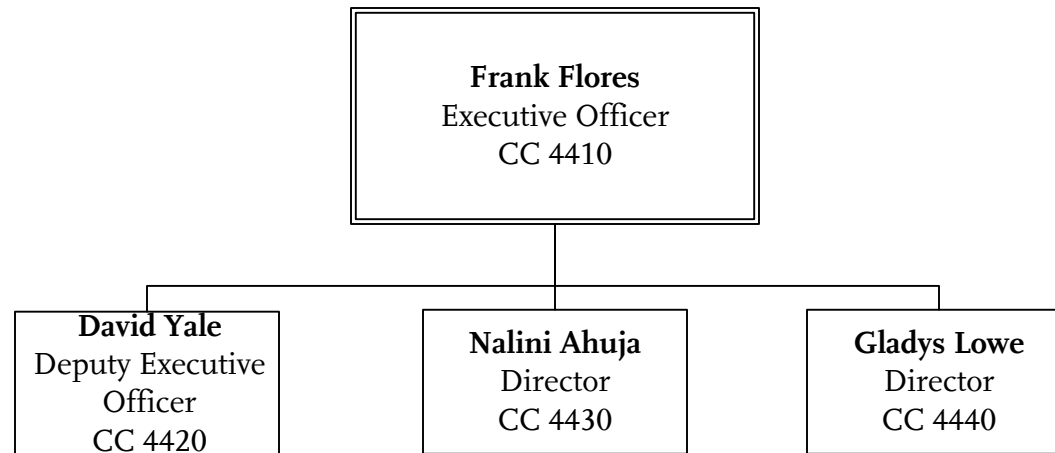 Frank Flores
Executive Officer
CC 4410
David Yale
Deputy Executive
Officer
CC 4420
Nalini Ahuja
Director
CC 4430
Gladys Lowe
Director
CC 4440